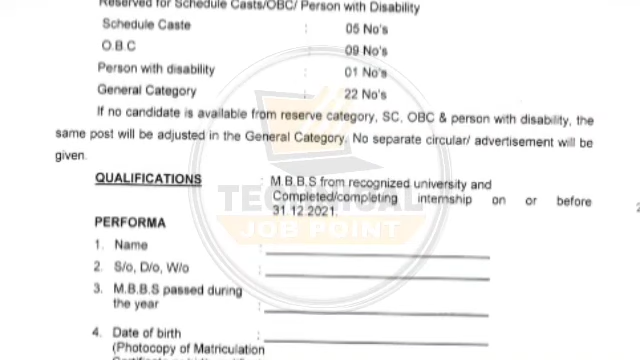 Reserved for Schedule Casts/OBC/ Person with Disability
Schedule Caste : 05 No's
O.B.C : 09 No's
Person with disability : 01 No's
General Category : 22 No's
If no candidate is available from reserve category, SC, OBC & person with disability, the
same post will be adjusted in the General Category. No separate circular/ advertisement will be
given.
QUALIFICATIONS : M.B.B.S from recognized university and
Completed/completing internship on or before
31.12.2021.
TECHNICAL
JOB POINT
PERFORMA
1. Name :
2. S/o, D/o, W/o :
3. M.B.B.S passed during
the year :
4. Date of birth :
(Photocopy of Matriculation